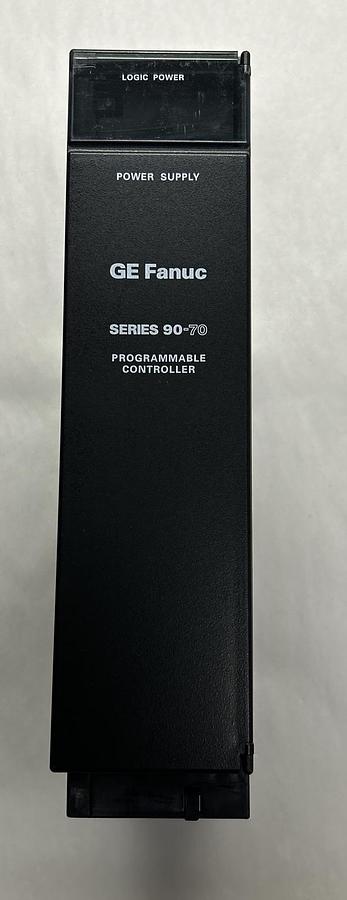 LOGIC POWER
POWER SUPPLY
GE Fanuc
SERIES 90-70
PROGRAMMABLE
CONTROLLER